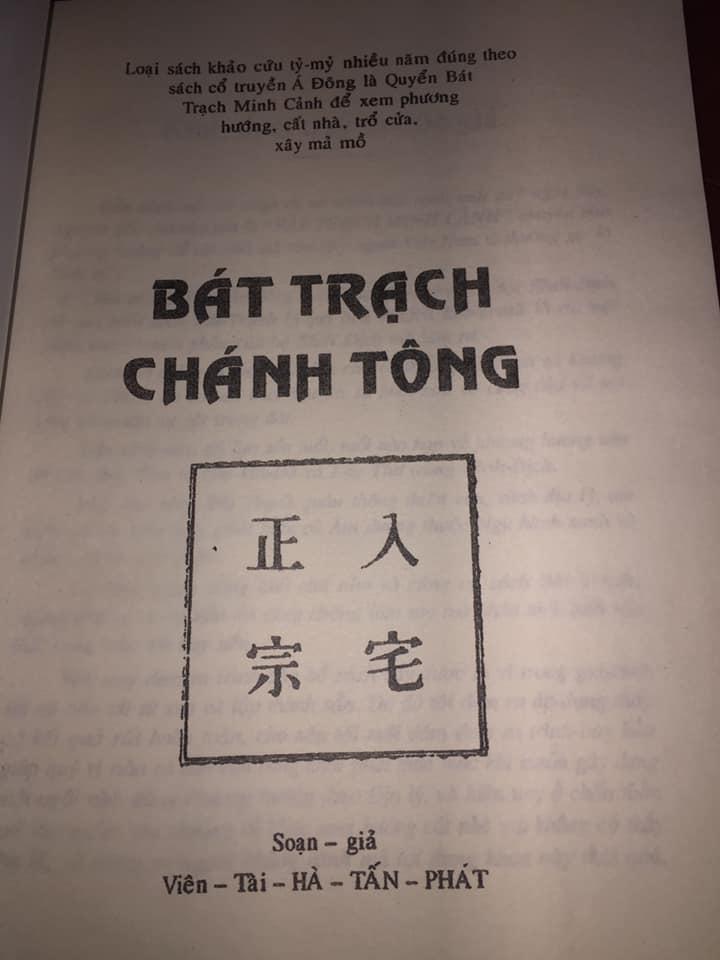 Loại sách khảo cứu tỷ-mỷ nhiều năm đúng theo
sách cổ truyền Á Đông là Quyển Bát
Trạch Minh Cảnh để xem phương
hướng, cất nhà, trổ cửa,
xây mả mồ
BÁT TRẠCH
CHÁNH TÔNG
入宅
正宗
Soạn – giả
Viên – Tài – HÀ – TẤN – PHÁT